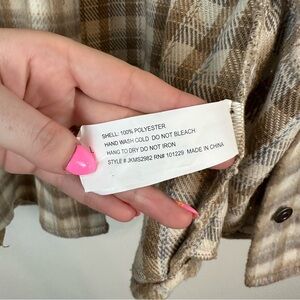 SHELL: 100% POLYESTER
HAND WASH COLD DO NOT BLEACH
HANG TO DRY DO NOT IRON
STYLE # JKMS2982 RN# 101229 MADE IN CHINA